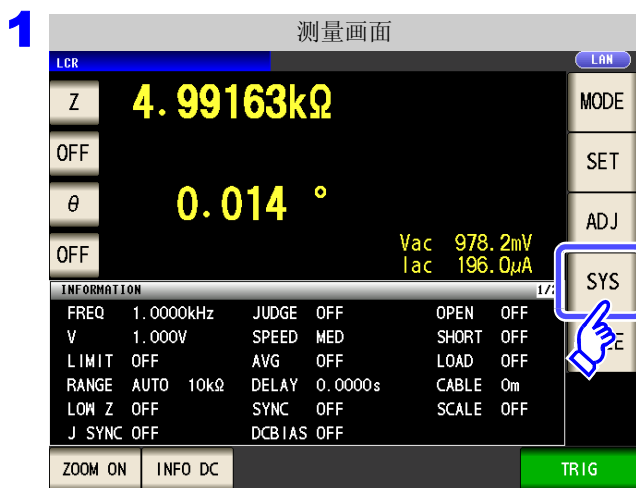 1
测量画面
LCR
LAN
Z 4.99163kΩ
OFF
θ 0.014 °
OFF
Vac 978.2mV
Iac 196.0μA
MODE
SET
ADJ
SYS
INFORMATION
FREQ 1.0000kHz JUDGE OFF OPEN OFF
V 1.000V SPEED MED SHORT OFF
LIMIT OFF AVG OFF LOAD OFF
RANGE AUTO 10kΩ DELAY 0.0000s CABLE 0m
LOW Z OFF SYNC OFF SCALE OFF
J SYNC OFF DCBIAS OFF
ZOOM ON INFO DC TRIG